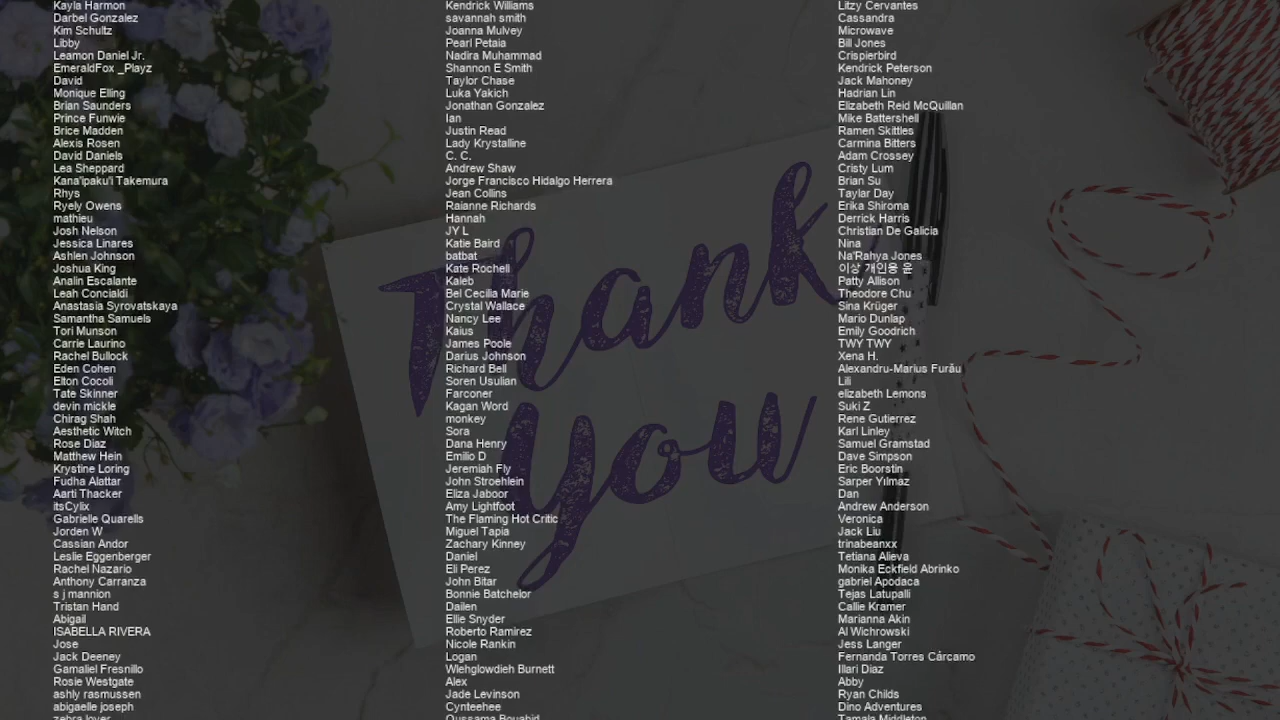 Kayla Harmon
Darbel Gonzalez
Kim Schultz
Libby
Leamon Daniel Jr.
EmeraldFox _Playz
David
Monique Elling
Brian Saunders
Prince Funwie
Brice Madden
Alexis Rosen
David Daniels
Lea Sheppard
Kana'ipaku'i Takemura
Rhys
Ryely Owens
mathieu
Josh Nelson
Jessica Linares
Ashlen Johnson
Joshua King
Analin Escalante
Leah Concialdi
Anastasia Syrovatskaya
Samantha Samuels
Tori Munson
Carrie Laurino
Rachel Bullock
Eden Cohen
Elton Cocoli
Tate Skinner
devin mickle
Chirag Shah
Aesthetic Witch
Rose Diaz
Matthew Hein
Krystine Loring
Fudha Alattar
Aarti Thacker
itsCylix
Gabrielle Quarells
Jorden W
Cassian Andor
Leslie Eggenberger
Rachel Nazario
Anthony Carranza
s j mannion
Tristan Hand
Abigail
ISABELLA RIVERA
Jose
Jack Deeney
Gamaliel Fresnillo
Rosie Westgate
ashly rasmussen
abigaelle joseph
zebra lover
Kendrick Williams
savannah smith
Joanna Mulvey
Pearl Petaia
Nadira Muhammad
Shannon E Smith
Taylor Chase
Luka Yakich
Jonathan Gonzalez
Ian
Justin Read
Lady Krystalline
C. C.
Andrew Shaw
Jorge Francisco Hidalgo Herrera
Jean Collins
Raianne Richards
Hannah
JY L
Katie Baird
batbat
Kate Rochell
Kaleb
Bel Cecilia Marie
Crystal Wallace
Nancy Lee
Kaius
James Poole
Darius Johnson
Richard Bell
Soren Usulian
Farconer
Kagan Word
monkey
Sora
Dana Henry
Emilio D
Jeremiah Fly
John Stroehlein
Eliza Jaboor
Amy Lightfoot
The Flaming Hot Critic
Miguel Tapia
Zachary Kinney
Daniel
Eli Perez
John Bitar
Bonnie Batchelor
Dailen
Ellie Snyder
Roberto Ramirez
Nicole Rankin
Logan
Wlehglowdieh Burnett
Alex
Jade Levinson
Cynteehee
Oussama Bouabid
Litzy Cervantes
Cassandra
Microwave
Bill Jones
Crispierbird
Kendrick Peterson
Jack Mahoney
Hadrian Lin
Elizabeth Reid McQuillan
Mike Battershell
Ramen Skittles
Carmina Bitters
Adam Crossey
Cristy Lum
Brian Su
Taylar Day
Erika Shiroma
Derrick Harris
Christian De Galicia
Nina
Na'Rahya Jones
이상 개인용 윤
Patty Allison
Theodore Chu
Sina Krüger
Mario Dunlap
Emily Goodrich
TWY TWY
Xena H.
Alexandru-Marius Furău
Lili
elizabeth Lemons
Suki Z
Rene Gutierrez
Karl Linley
Samuel Gramstad
Dave Simpson
Eric Boorstin
Sarper Yılmaz
Dan
Andrew Anderson
Veronica
Jack Liu
trinabeanxx
Tetiana Alieva
Monika Eckfield Abrinko
gabriel Apodaca
Tejas Latupalli
Callie Kramer
Marianna Akin
Al Wichrowski
Jess Langer
Fernanda Torres Cárcamo
Illari Diaz
Abby
Ryan Childs
Dino Adventures
Tamala Middleton
Thank
you